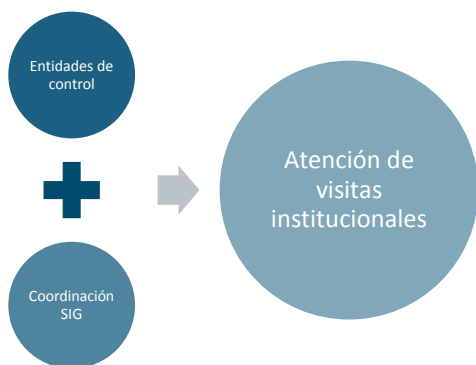 Entidades de
control
Coordinación
SIG
Atención de
visitas
institucionales